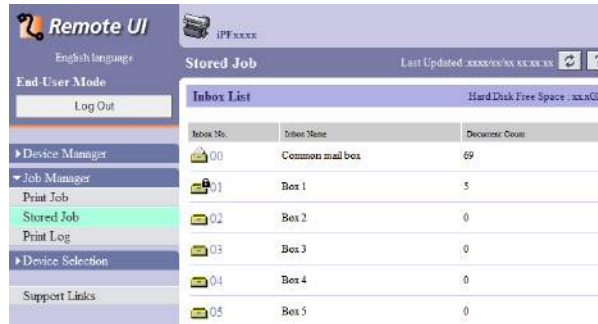 Remote UI
English language
End-User Mode
Log Out
Device Manager
Job Manager
Print Job
Stored Job
Print Log
Device Selection
Support Links
iPFxxxx
Stored Job
Last Updated :xxxx/xx/xx xx:xx:xx
?
Inbox List
Hard Disk Free Space : xx.xG
Inbox No. Inbox Name Document Count
00 Common mail box 69
01 Box 1 5
02 Box 2 0
03 Box 3 0
04 Box 4 0
05 Box 5 0